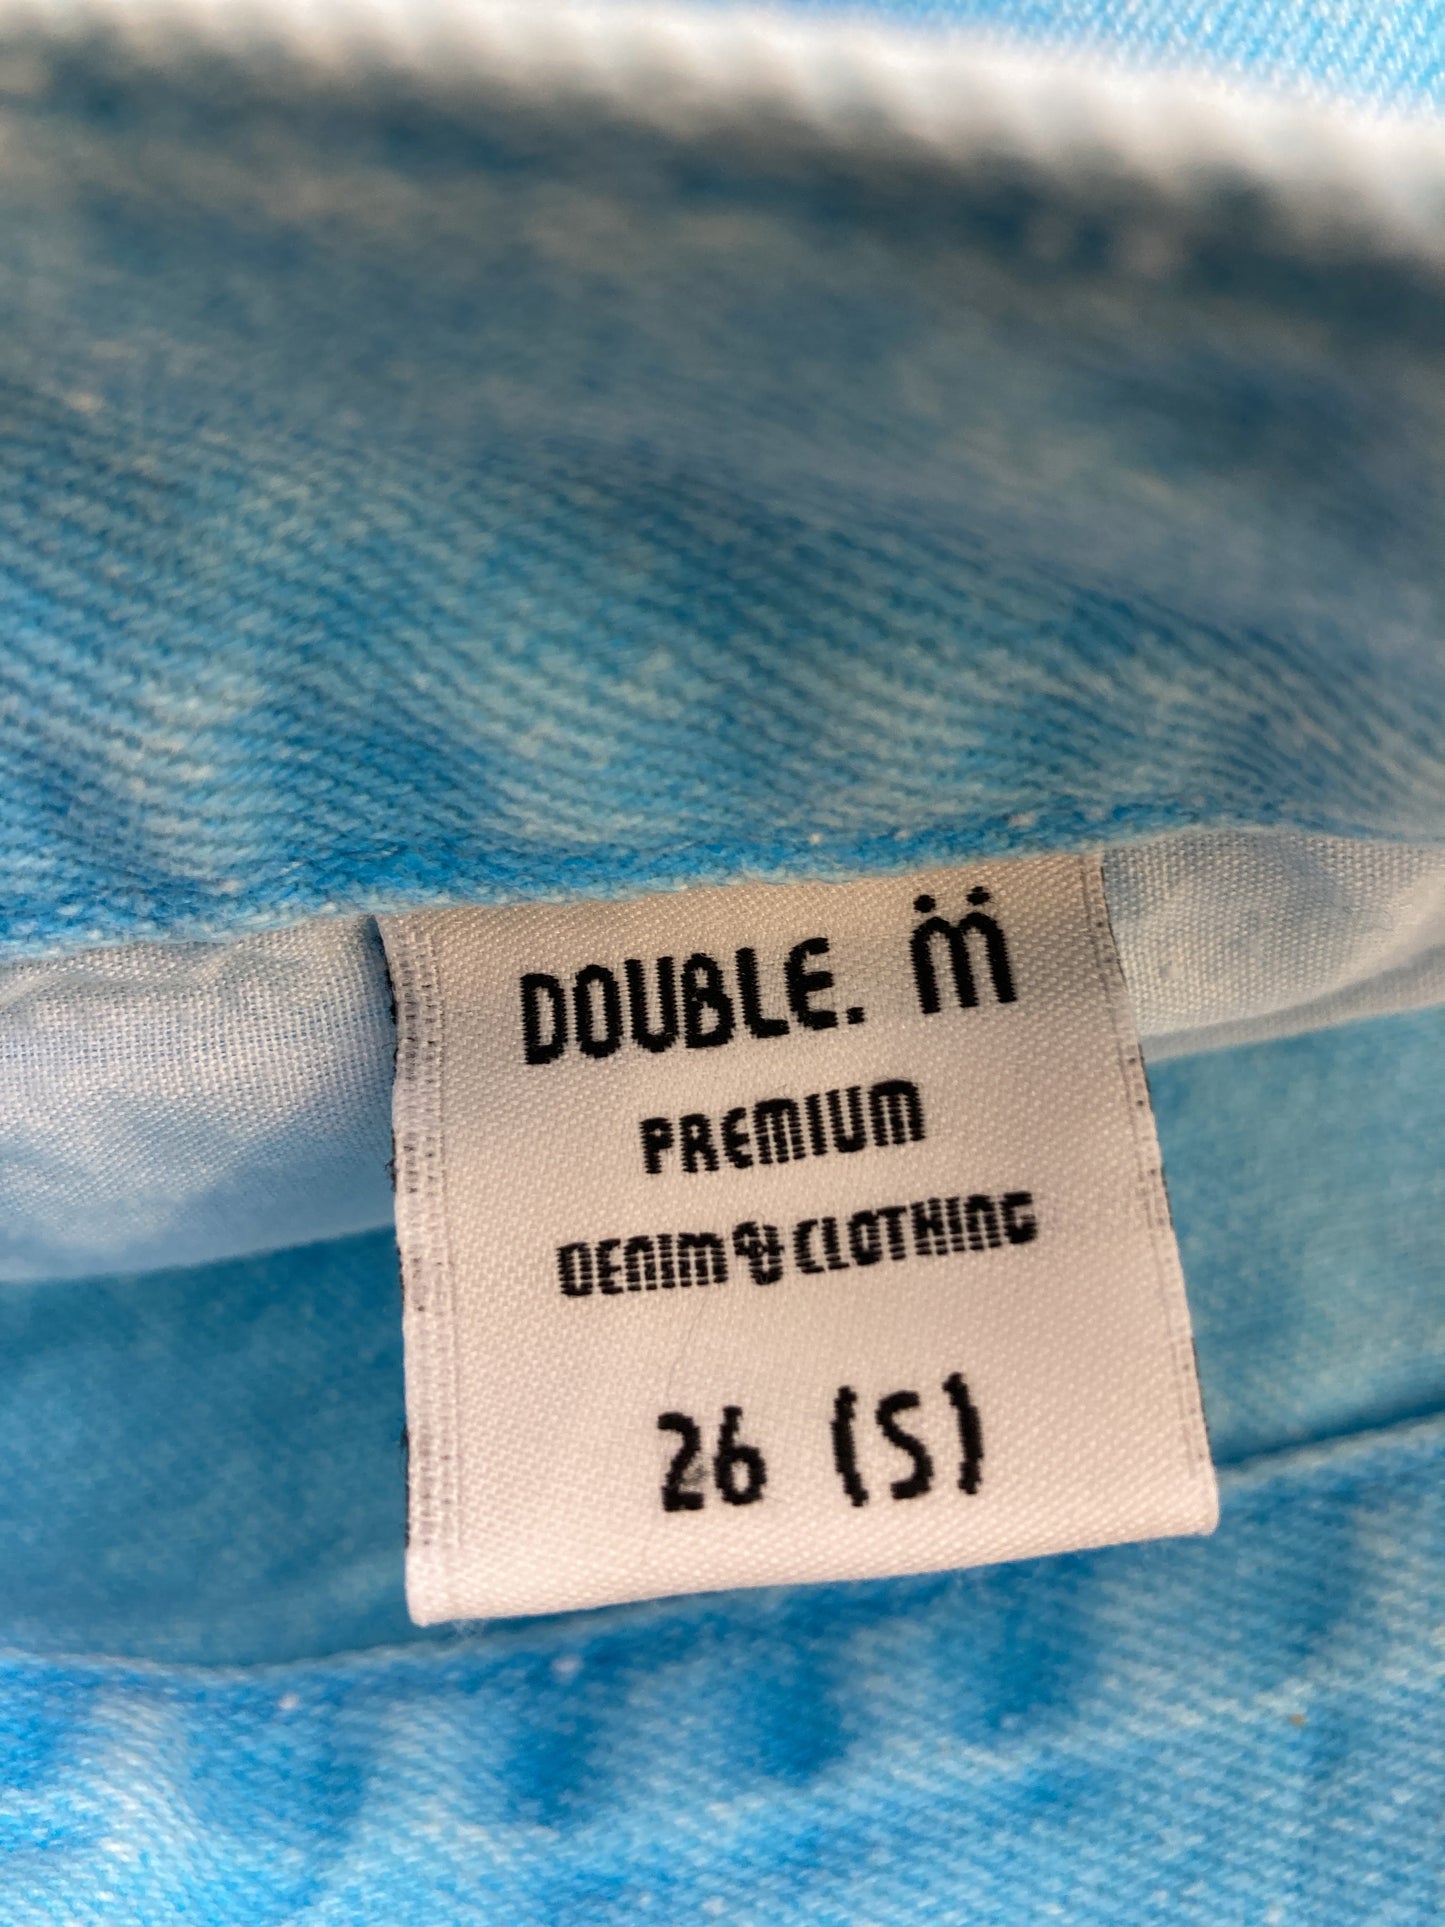 DOUBLE. M̈
PREMIUM
DENIM & CLOTHING
26 (S)